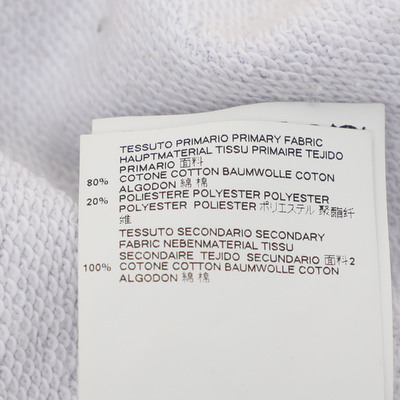 TESSUTO PRIMARIO PRIMARY FABRIC
HAUPTMATERIAL TISSU PRIMAIRE TEJIDO
PRIMARIO 面料
80% COTONE COTTON BAUMWOLLE COTON
ALGODON 綿 棉
20% POLIESTERE POLYESTER POLYESTER
POLYESTER POLIESTER ポリエステル 聚酯纤
维
TESSUTO SECONDARIO SECONDARY
FABRIC NEBENMATERIAL TISSU
SECONDAIRE TEJIDO SECUNDARIO 面料2
100% COTONE COTTON BAUMWOLLE COTON
ALGODON 綿 棉